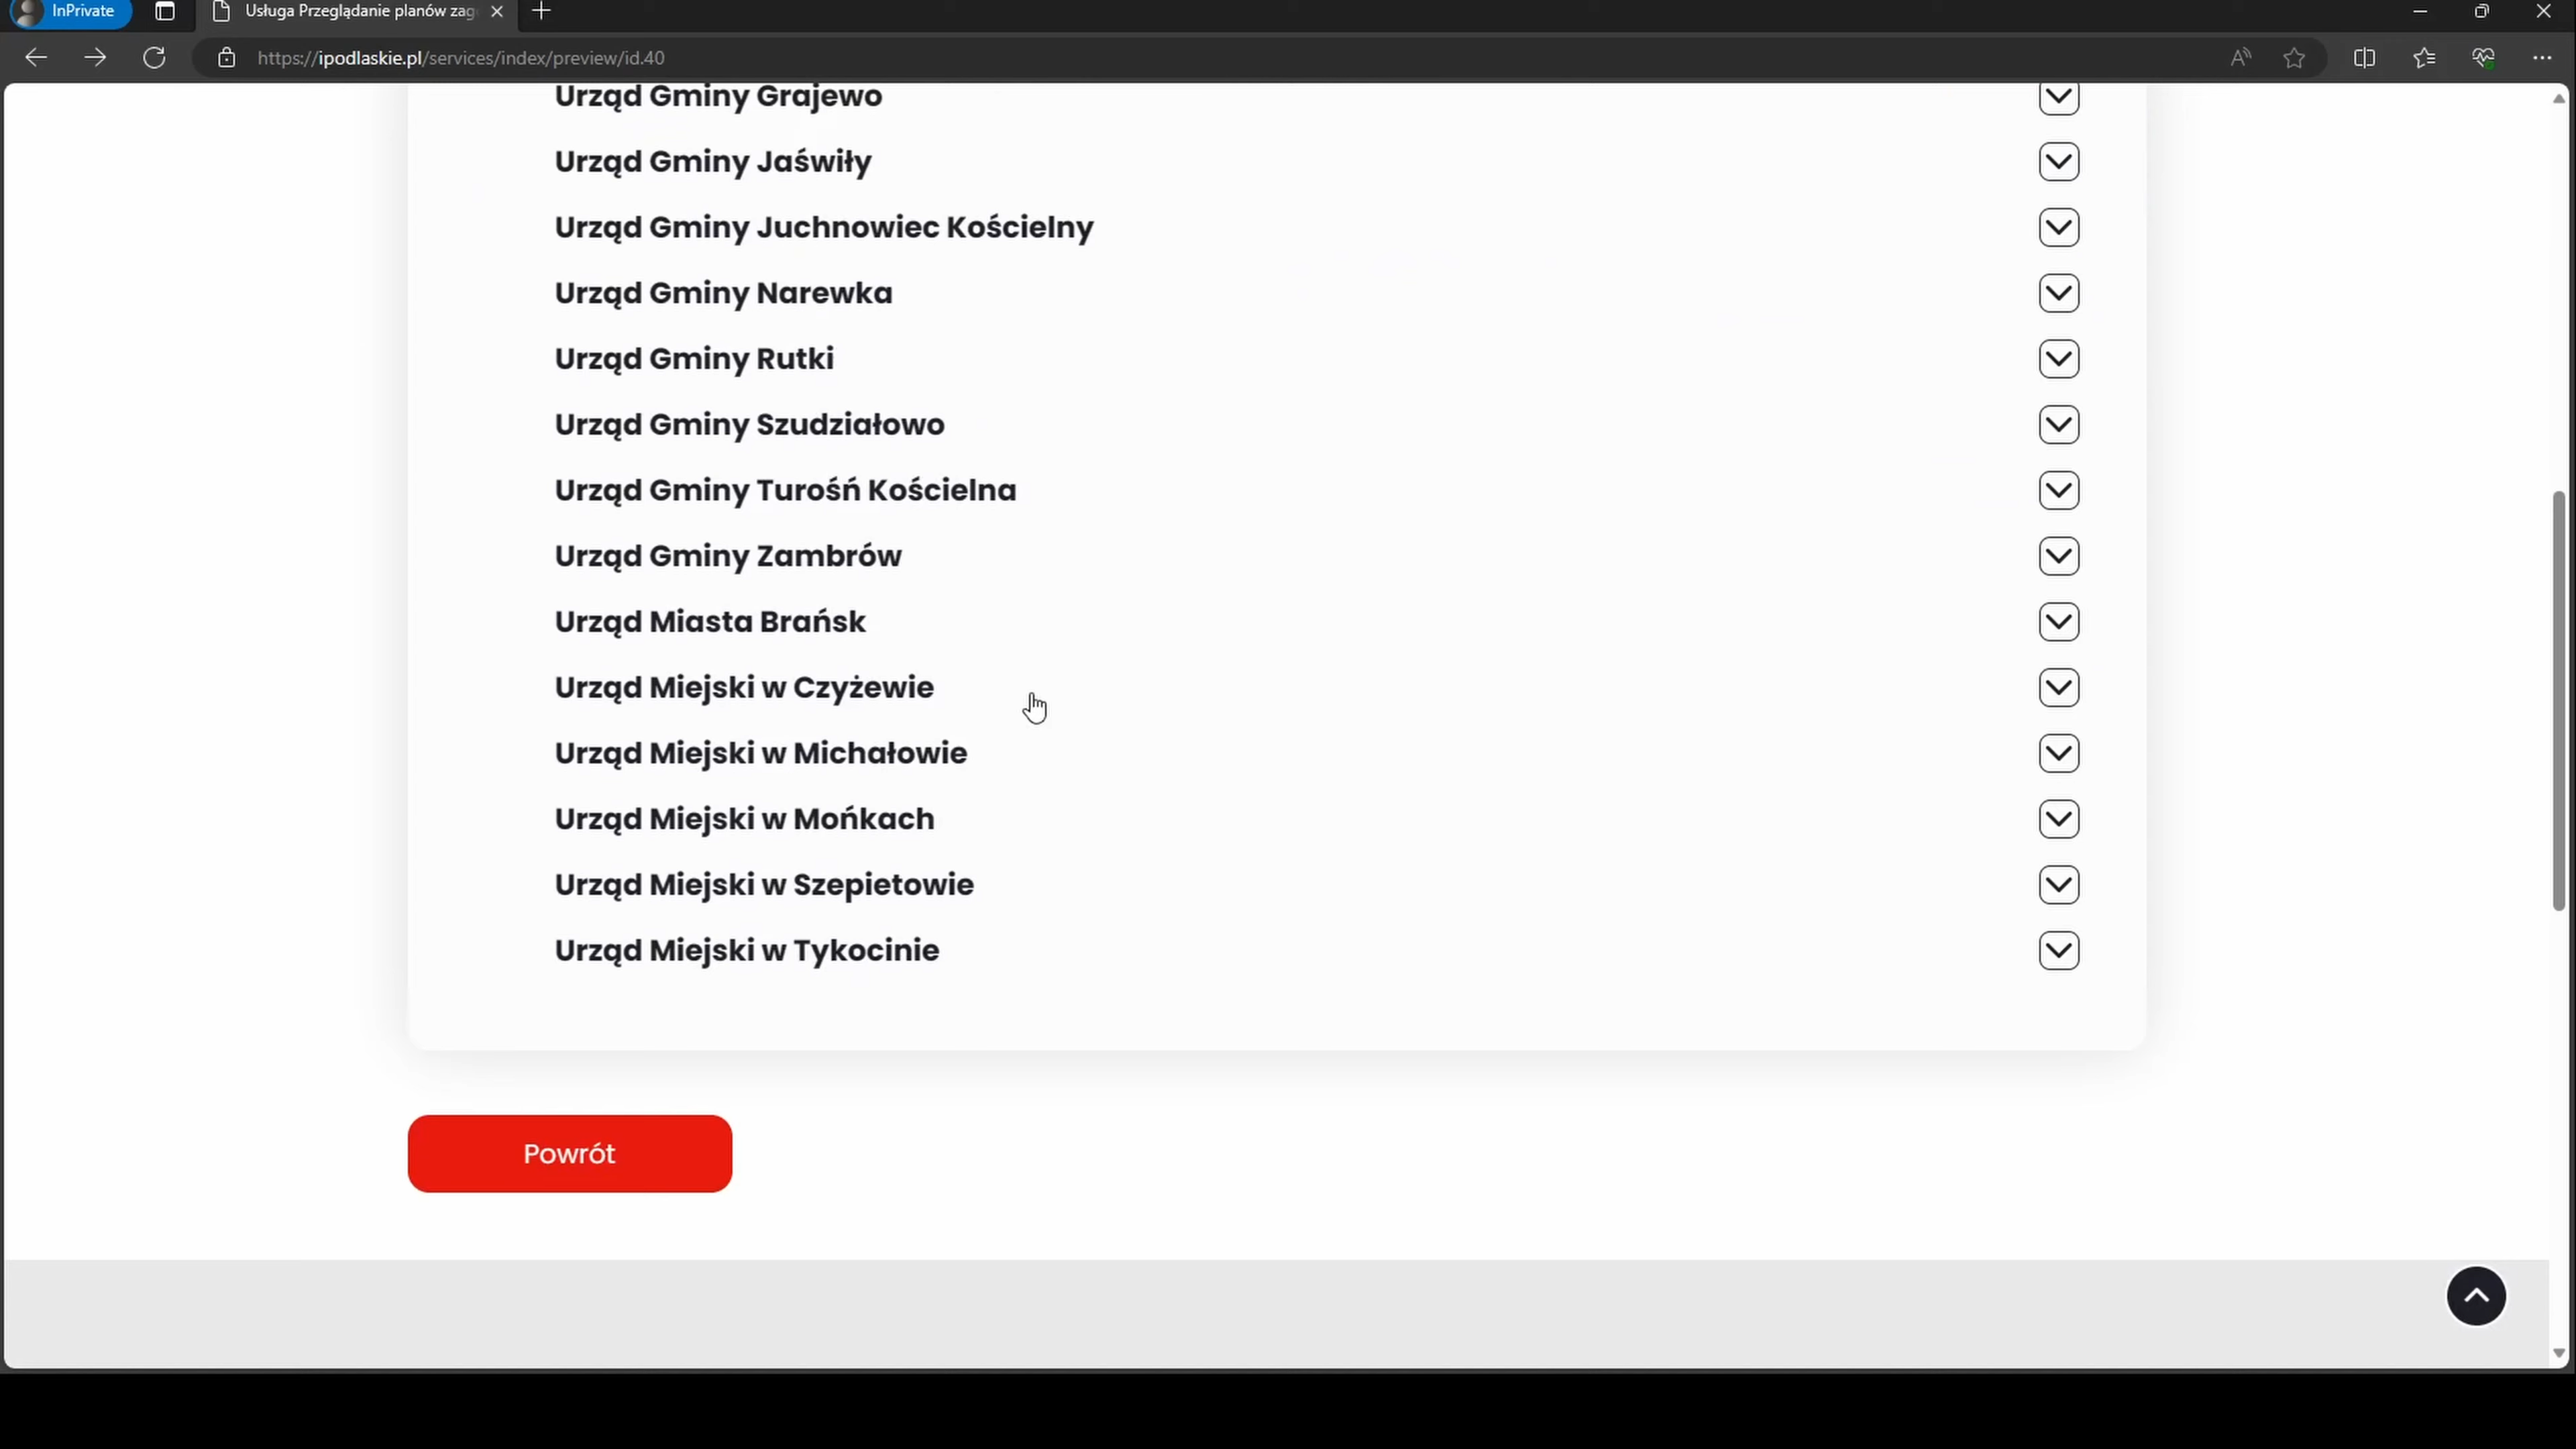 InPrivate
Usługa Przeglądanie planów zag
https://ipodlaskie.pl/services/index/preview/id.40
Urząd Gminy Grajewo
Urząd Gminy Jaświły
Urząd Gminy Juchnowiec Kościelny
Urząd Gminy Narewka
Urząd Gminy Rutki
Urząd Gminy Szudziałowo
Urząd Gminy Turośń Kościelna
Urząd Gminy Zambrów
Urząd Miasta Brańsk
Urząd Miejski w Czyżewie
Urząd Miejski w Michałowie
Urząd Miejski w Mońkach
Urząd Miejski w Szepietowie
Urząd Miejski w Tykocinie
Powrót